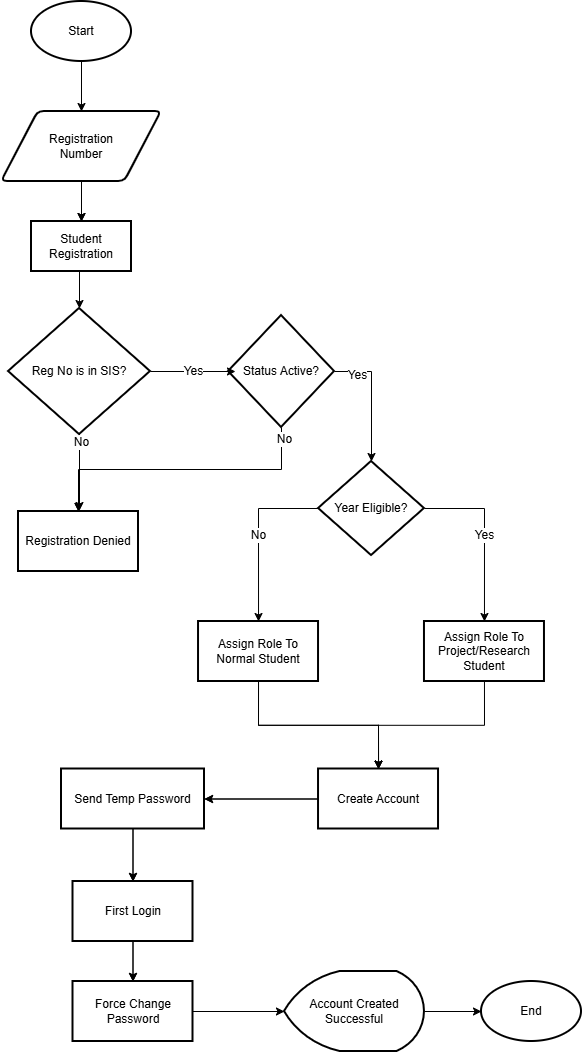 Start
Registration
Number
Student
Registration
Reg No is in SIS?
Yes
Status Active?
Yes
No
No
Year Eligible?
Registration Denied
No
Yes
Assign Role To
Normal Student
Assign Role To
Project/Research
Student
Send Temp Password
Create Account
First Login
Force Change
Password
Account Created
Successful
End